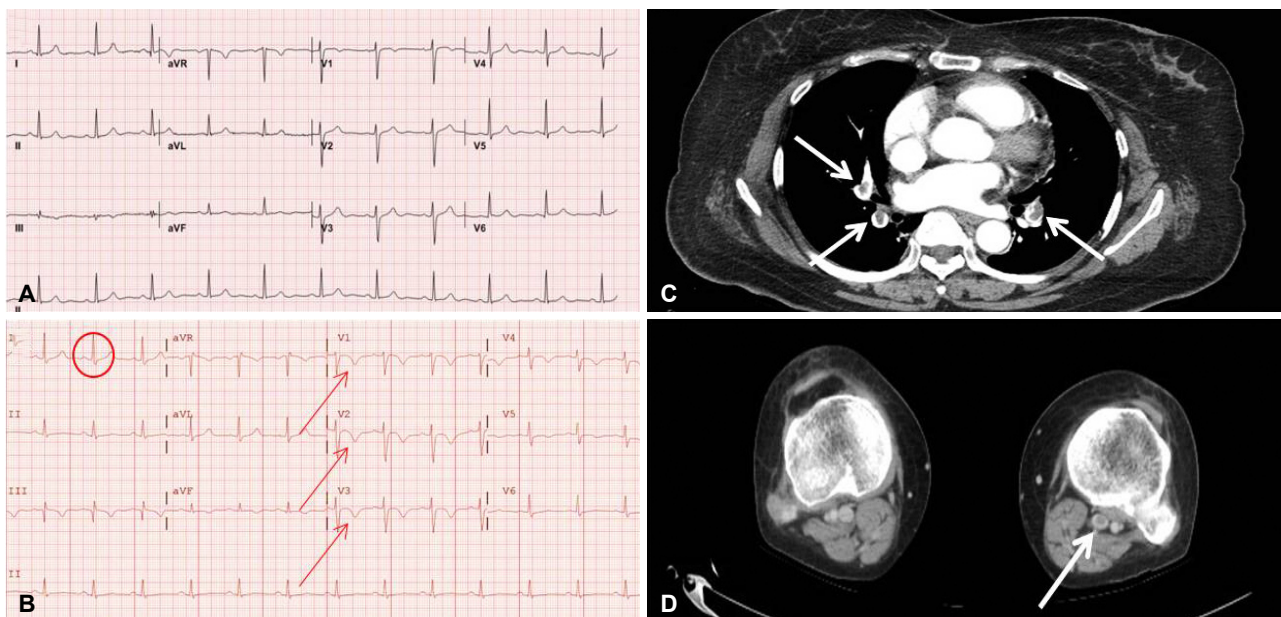 I aVR V1 V4
II aVL V2 V5
III aVF V3 V6
II
A
I aVR V1 V4
II aVL V2 V5
III aVF V3 V6
II
B
C
D